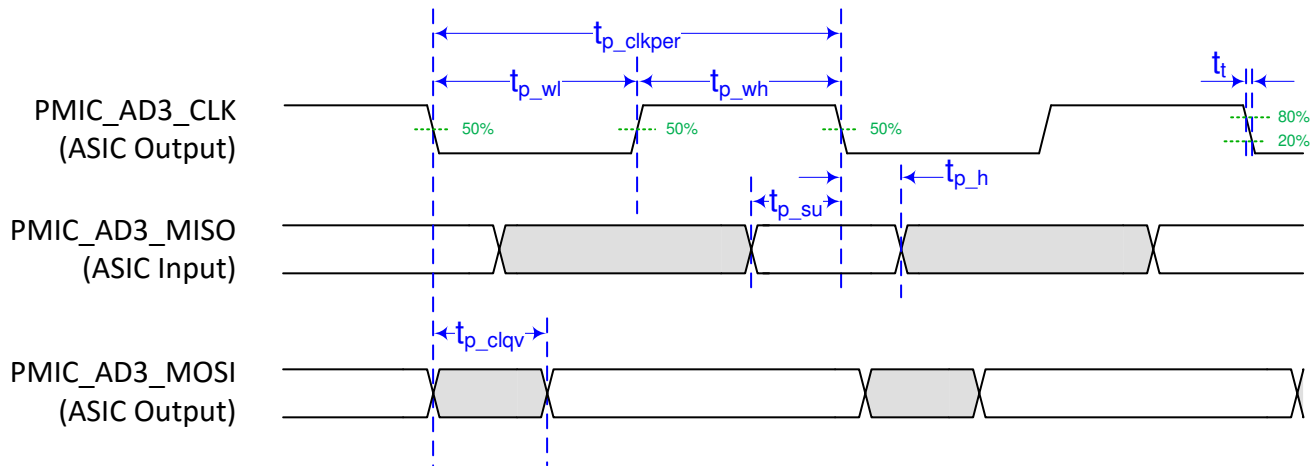 t_p_clkper
t_p_wl t_p_wh t_t
PMIC_AD3_CLK
(ASIC Output)
50% 50% 50% 80%
20%
t_p_h
t_p_su
PMIC_AD3_MISO
(ASIC Input)
t_p_clqv
PMIC_AD3_MOSI
(ASIC Output)